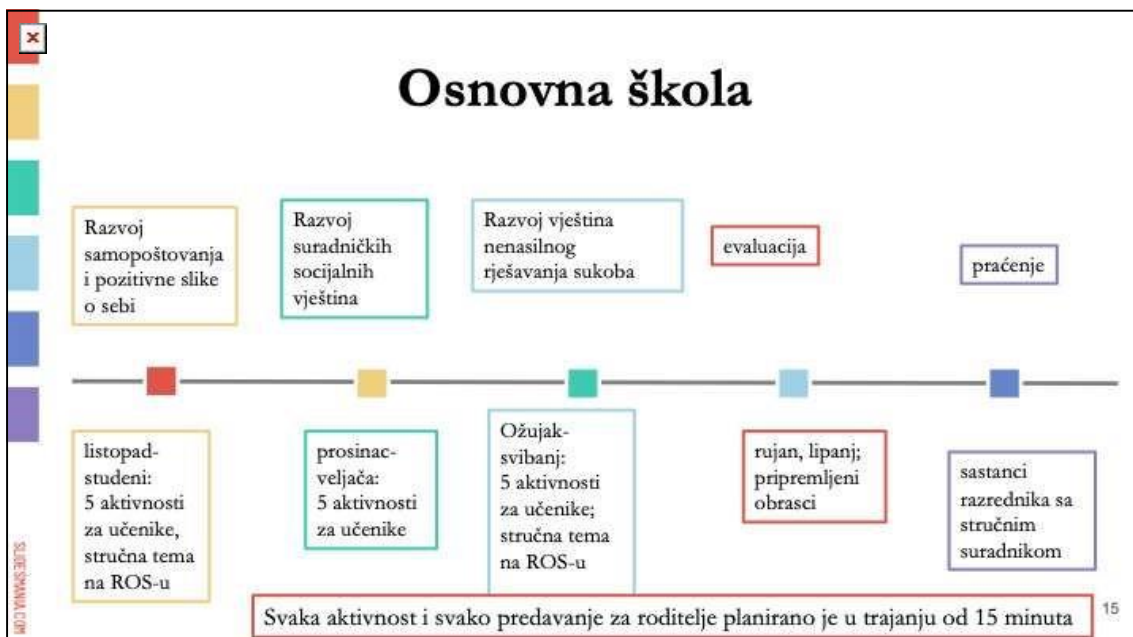 Osnovna škola
Razvoj
samopoštovanja
i pozitivne slike
o sebi
Razvoj
suradničkih
socijalnih
vještina
Razvoj vještina
nenasilnog
rješavanja sukoba
evaluacija
praćenje
listopad-
studeni:
5 aktivnosti
za učenike,
stručna tema
na ROS-u
prosinac-
veljača:
5 aktivnosti
za učenike
Ožujak-
svibanj:
5 aktivnosti
za učenike;
stručna tema
na ROS-u
rujan, lipanj;
pripremljeni
obrasci
sastanci
razrednika sa
stručnim
suradnikom
Svaka aktivnost i svako predavanje za roditelje planirano je u trajanju od 15 minuta
15
SLIDESMANIA.COM